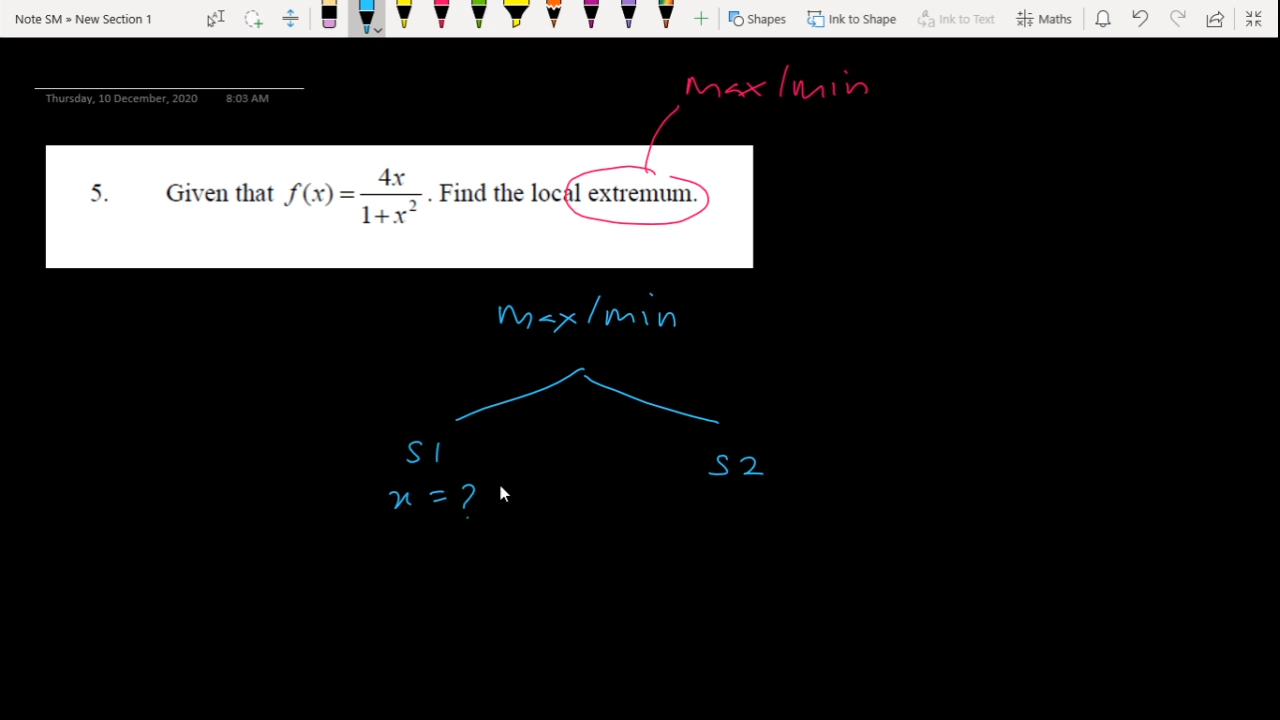 Note SM » New Section 1
Shapes
Ink to Shape
Ink to Text
Maths
Thursday, 10 December, 2020 8:03 AM
max/min
5. Given that f(x) = 4x / (1+x²) . Find the local extremum.
max/min
S1
S2
x = ?